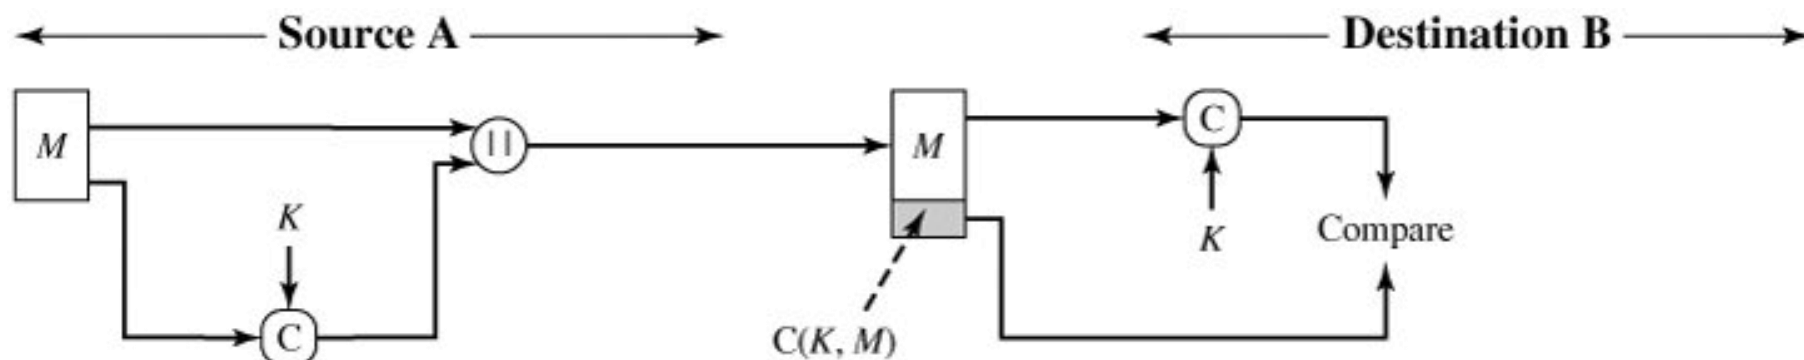 Source A
Destination B
M
||
M
C
K
K
Compare
C
C(K, M)